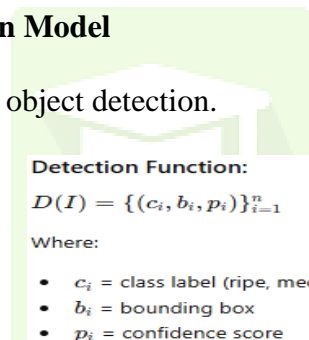 n Model
object detection.
Detection Function:
D(I) = {(c_i, b_i, p_i)}_{i=1}^n
Where:
• c_i = class label (ripe, me
• b_i = bounding box
• p_i = confidence score